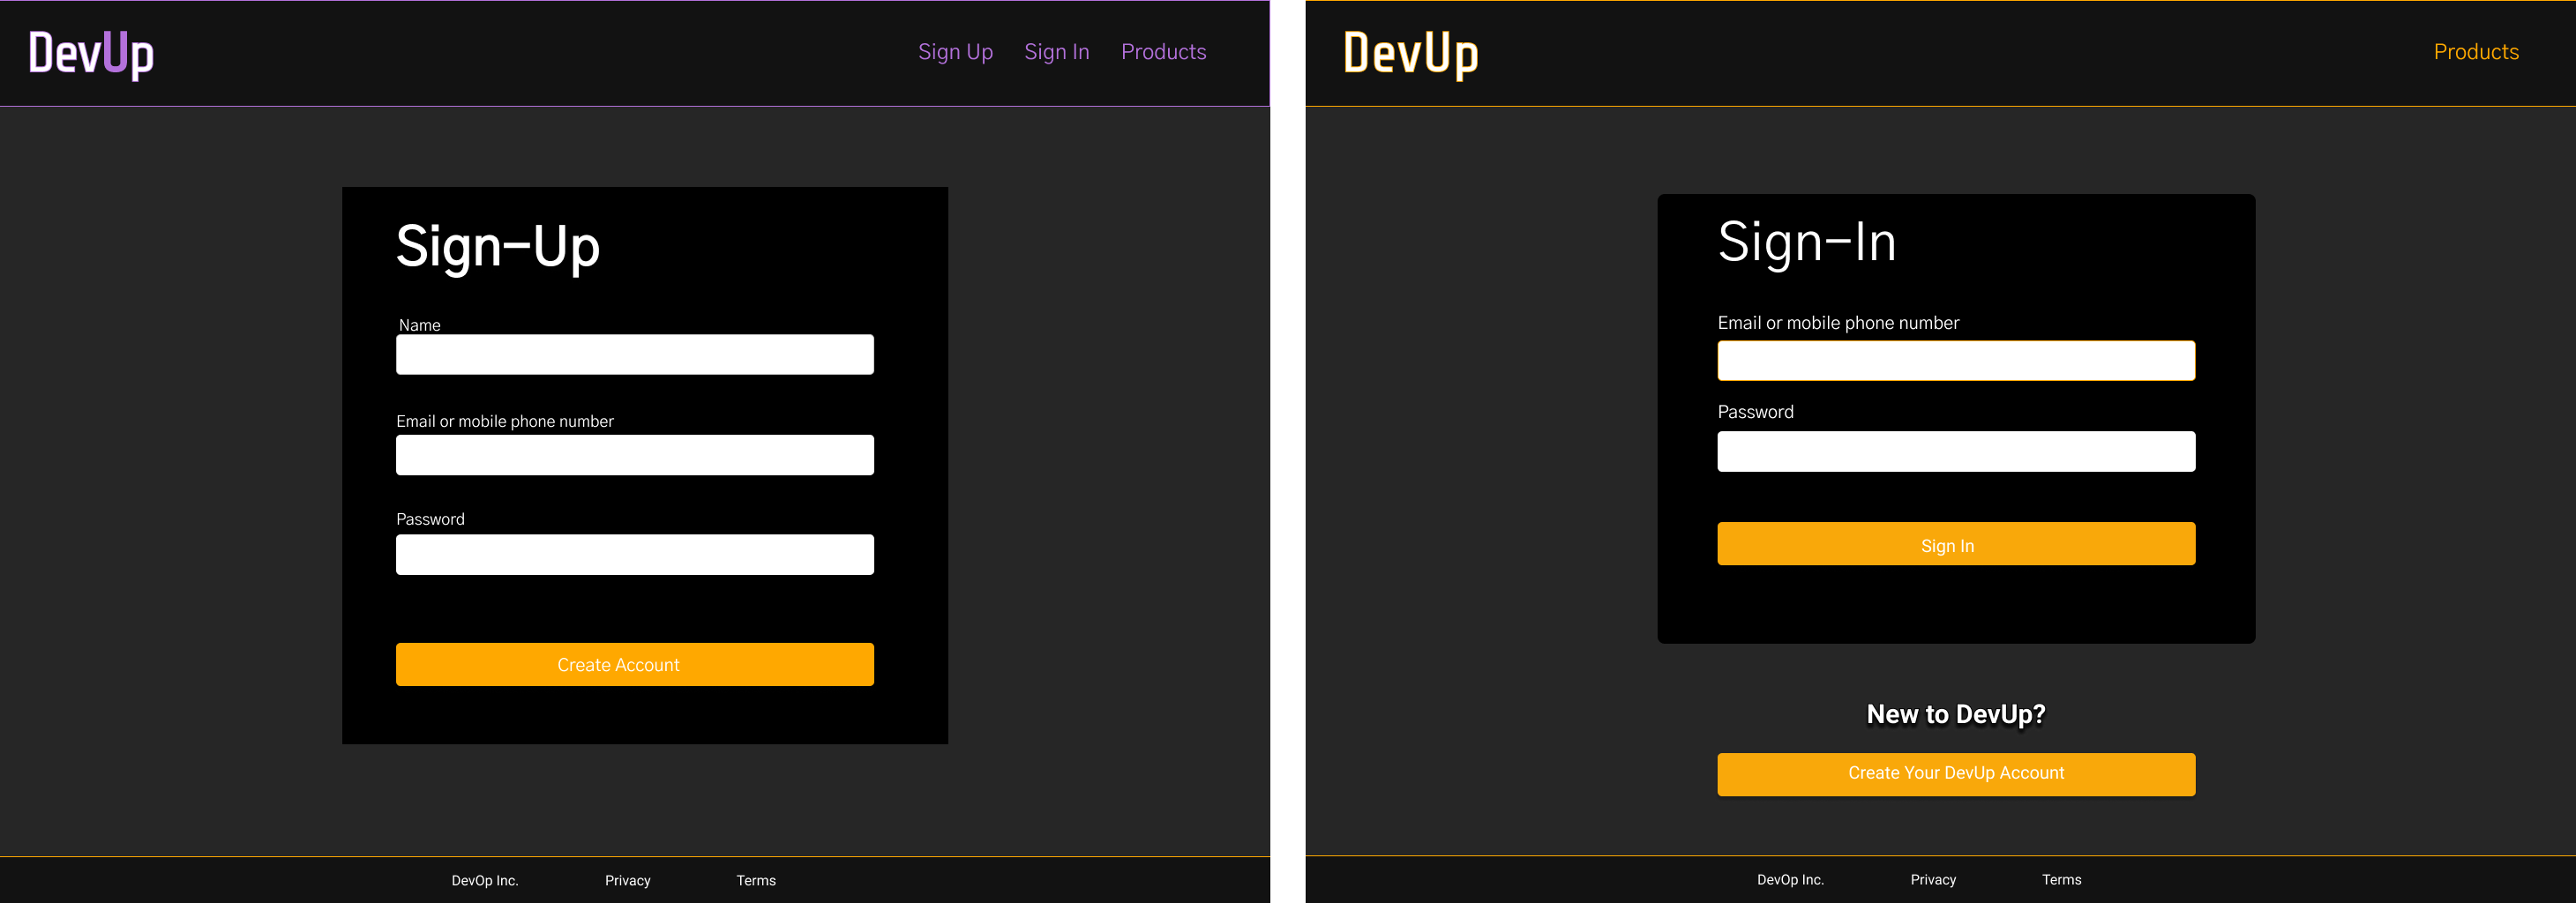 DevUp
Sign Up Sign In Products
Sign-Up
Name
Email or mobile phone number
Password
Create Account
DevOp Inc. Privacy Terms
DevUp
Products
Sign-In
Email or mobile phone number
Password
Sign In
New to DevUp?
Create Your DevUp Account
DevOp Inc. Privacy Terms